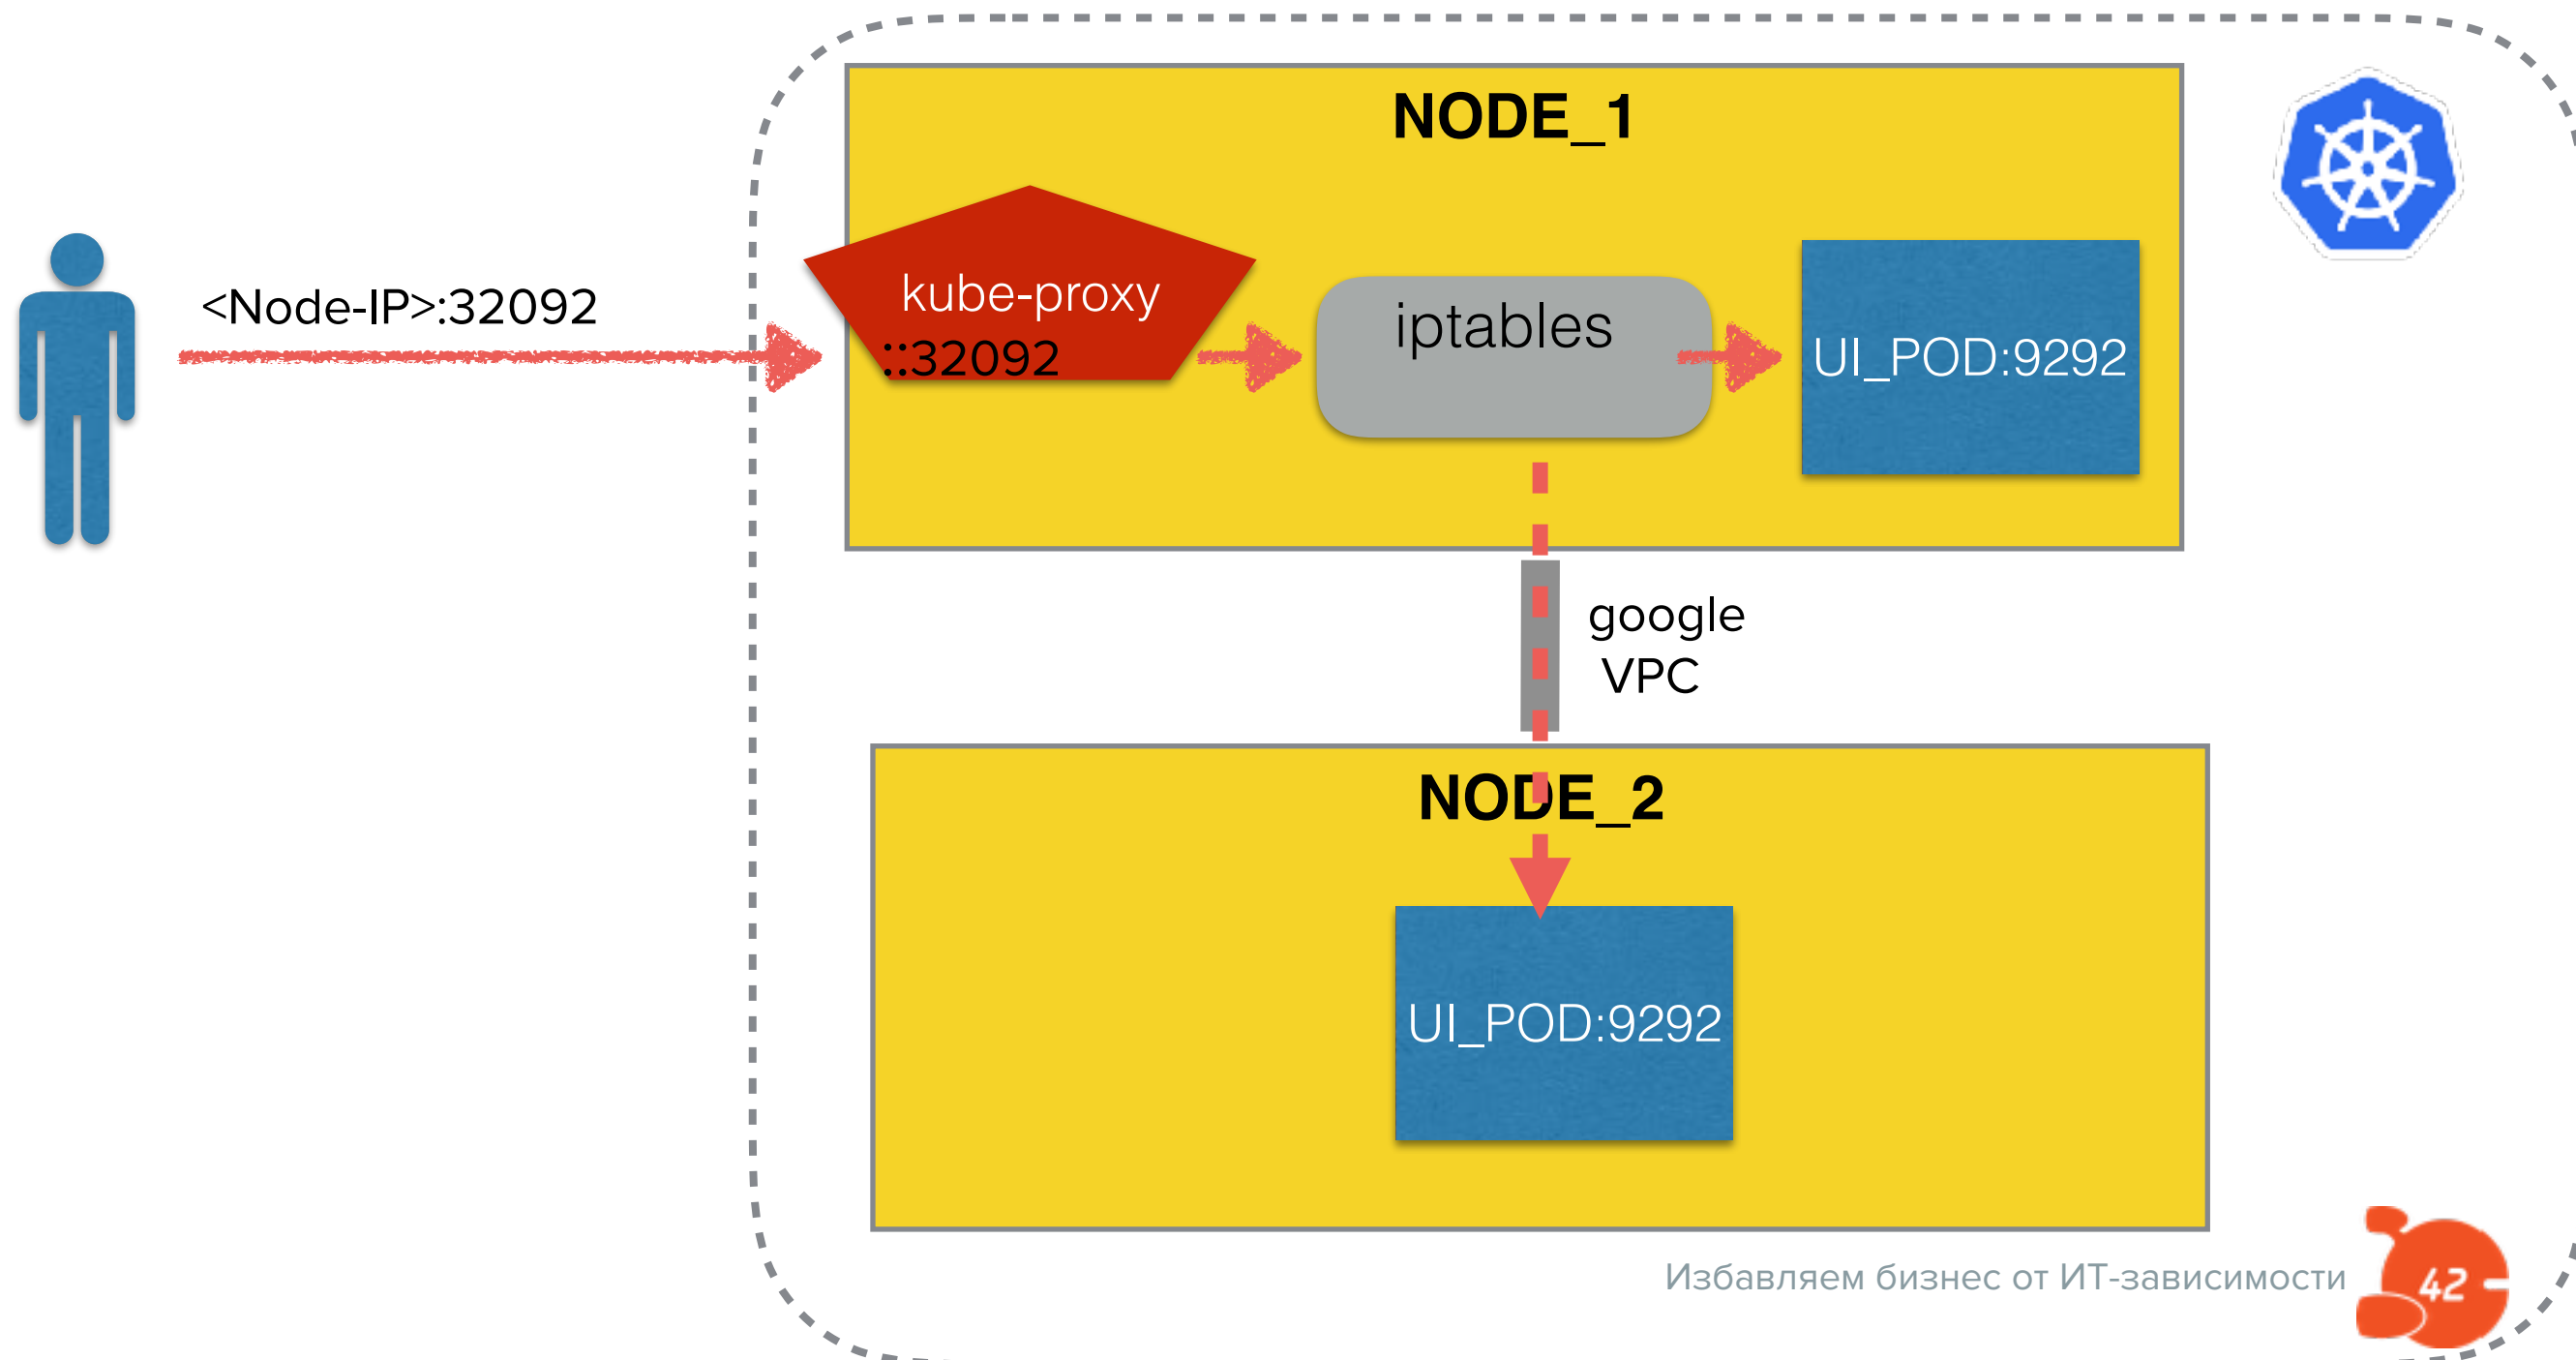 NODE_1
<Node-IP>:32092
kube-proxy
::32092
iptables
UI_POD:9292
google
VPC
NODE_2
UI_POD:9292
Избавляем бизнес от ИТ-зависимости
42